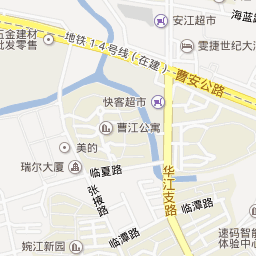 安江超市
海蓝路
五金建材
批发零售
地铁14号线(在建)
雯捷世纪大
曹安公路
快客超市
曹江公寓
美的
瑞尔大厦
临夏路
张掖路
华江支路
临潭路
速码智能
体验中心
婉江新园
临潭路